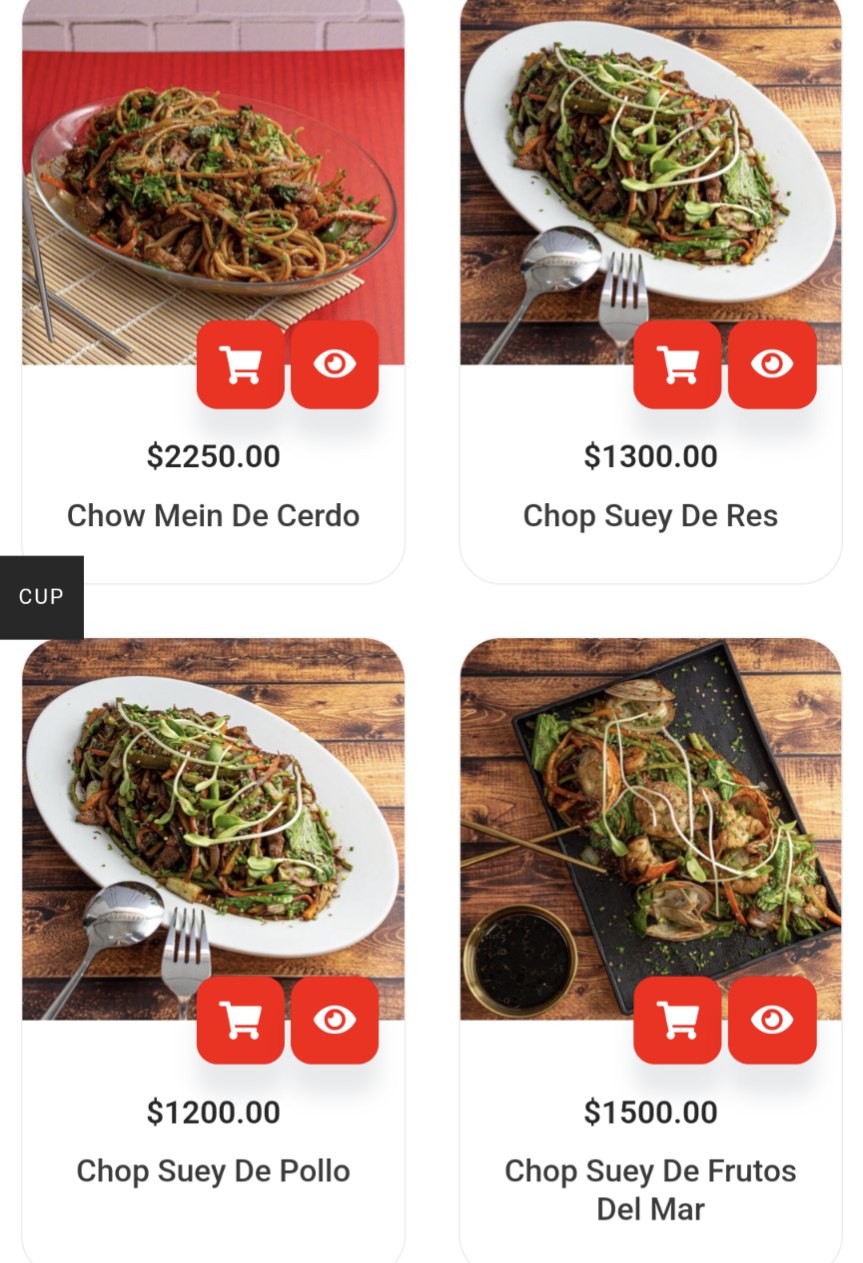 $2250.00
Chow Mein De Cerdo
$1300.00
Chop Suey De Res
CUP
$1200.00
Chop Suey De Pollo
$1500.00
Chop Suey De Frutos
Del Mar